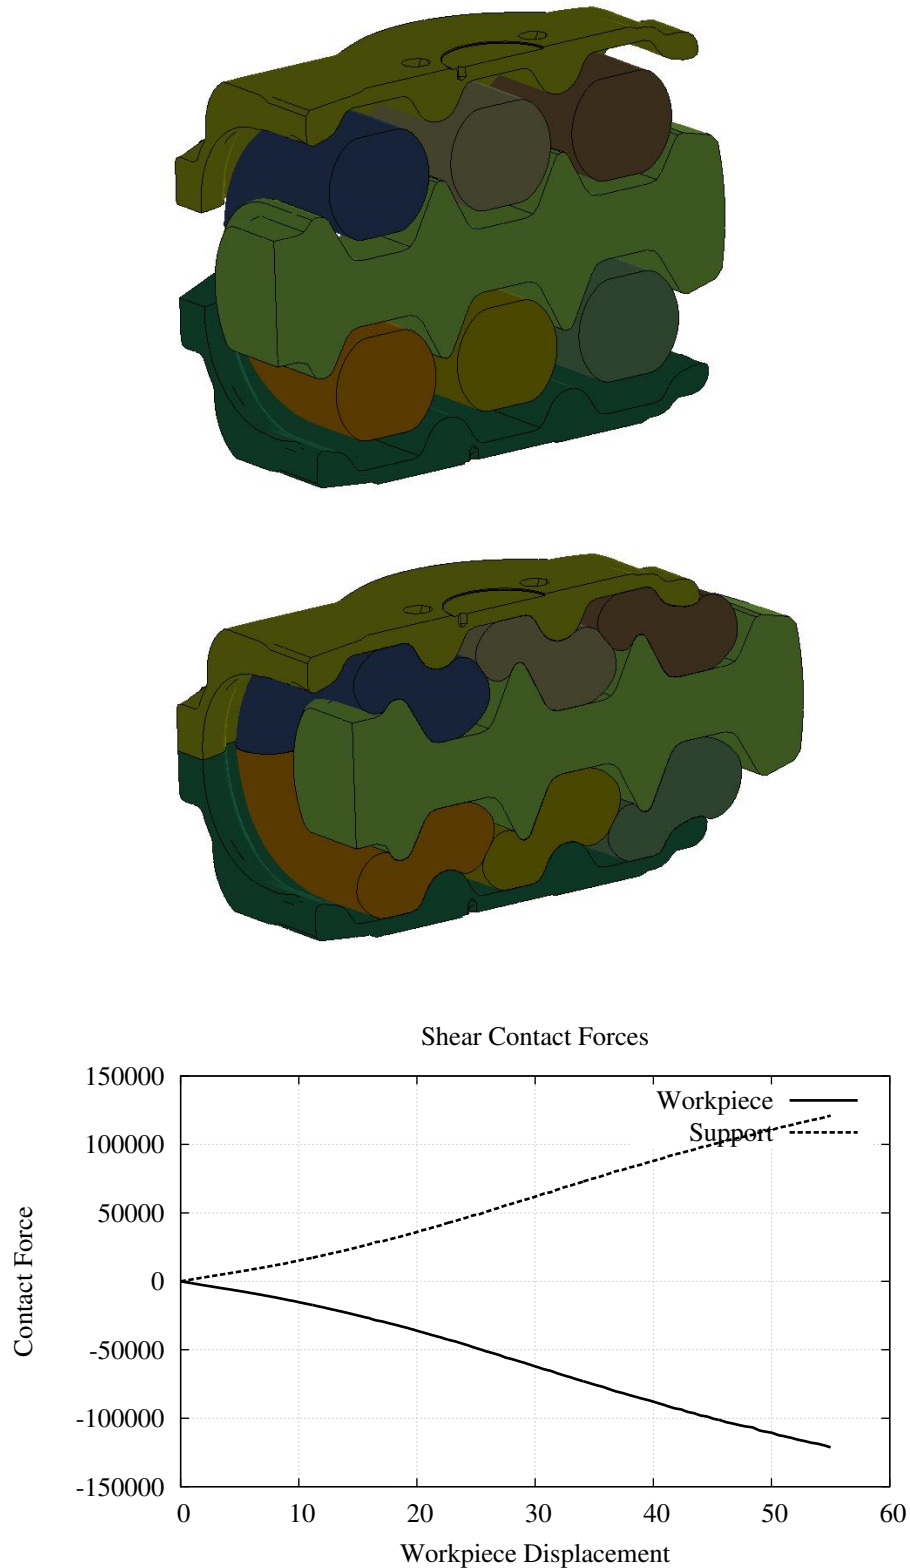 Shear Contact Forces
150000
100000
50000
0
-50000
-100000
-150000
Contact Force
Workpiece
Support
0 10 20 30 40 50 60
Workpiece Displacement